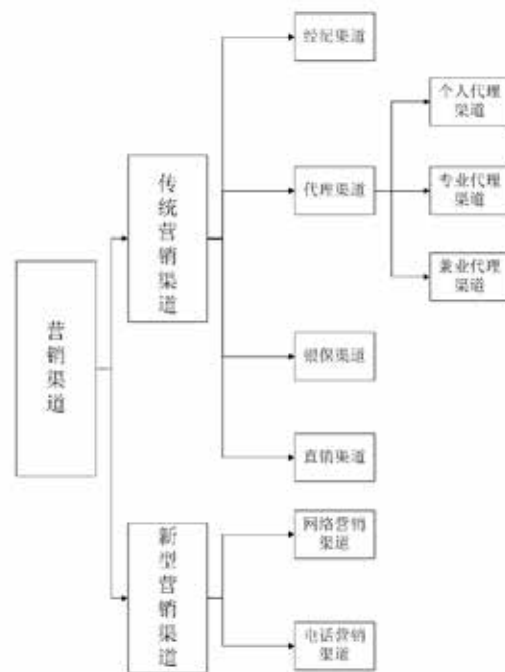 营销渠道
传统营销渠道
经纪渠道
代理渠道
个人代理
渠道
专业代理
渠道
兼业代理
渠道
银保渠道
直销渠道
新型营销渠道
网络营销
渠道
电话营销
渠道